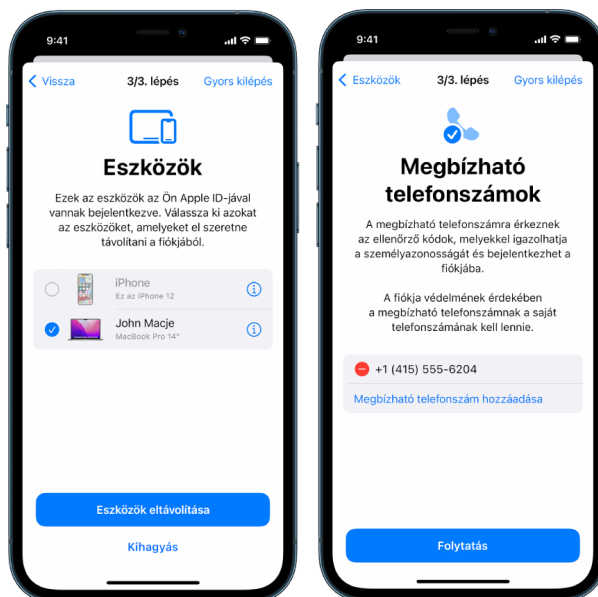 9:41
Vissza
3/3. lépés
Gyors kilépés
Eszközök
Ezek az eszközök az Ön Apple ID-jával
vannak bejelentkezve. Válassza ki azokat
az eszközöket, amelyeket el szeretne
távolítani a fiókjából.
iPhone
Ez az iPhone 12
John Macje
MacBook Pro 14"
Eszközök eltávolítása
Kihagyás
9:41
Eszközök
3/3. lépés
Gyors kilépés
Megbízható
telefonszámok
A megbízható telefonszámra érkeznek
az ellenőrző kódok, melyekkel igazolhatja
a személyazonosságát és bejelentkezhet a
fiókjába.
A fiókja védelmének érdekében
a megbízható telefonszámnak a saját
telefonszámának kell lennie.
+1 (415) 555-6204
Megbízható telefonszám hozzáadása
Folytatás